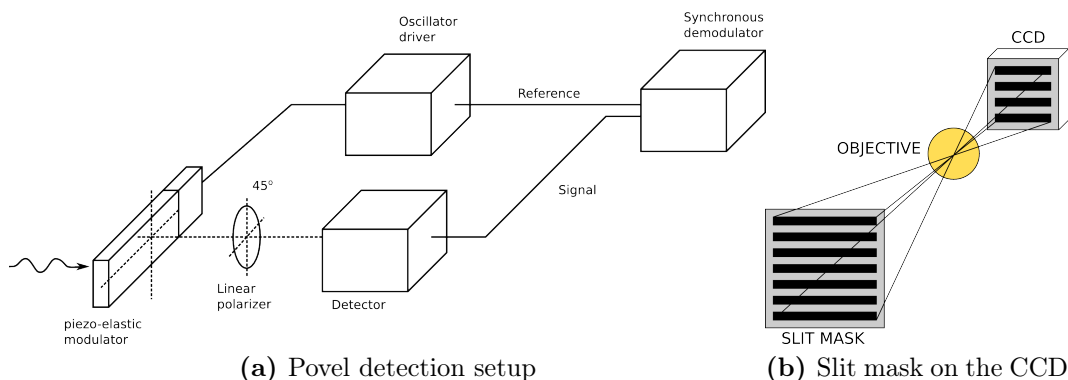 Oscillator
driver
Synchronous
demodulator
Reference
45°
Signal
Linear
polarizer
Detector
piezo-elastic
modulator
(a) Povel detection setup
CCD
OBJECTIVE
SLIT MASK
(b) Slit mask on the CCD